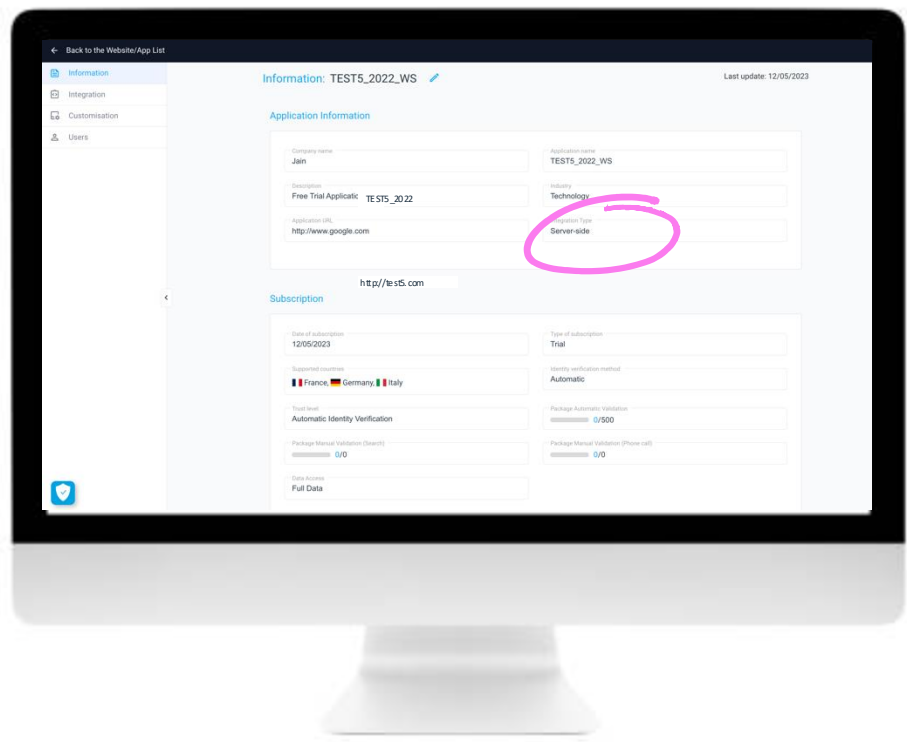 Back to the Website/App List
Information
Integration
Customisation
Users
Information: TEST5_2022_WS
Last update: 12/05/2023
Application Information
Company name
Jain
Application name
TEST5_2022_WS
Description
Free Trial Applicatic TEST5_2022
Industry
Technology
Application URL
http://www.google.com
Integration Type
Server-side
http://test5.com
Subscription
Date of subscription
12/05/2023
Type of subscription
Trial
Supported countries
France, Germany, Italy
Identity verification method
Automatic
Trust level
Automatic Identity Verification
Package Automatic Validation
0/500
Package Manual Validation (Search)
0/0
Package Manual Validation (Phone call)
0/0
Data Access
Full Data